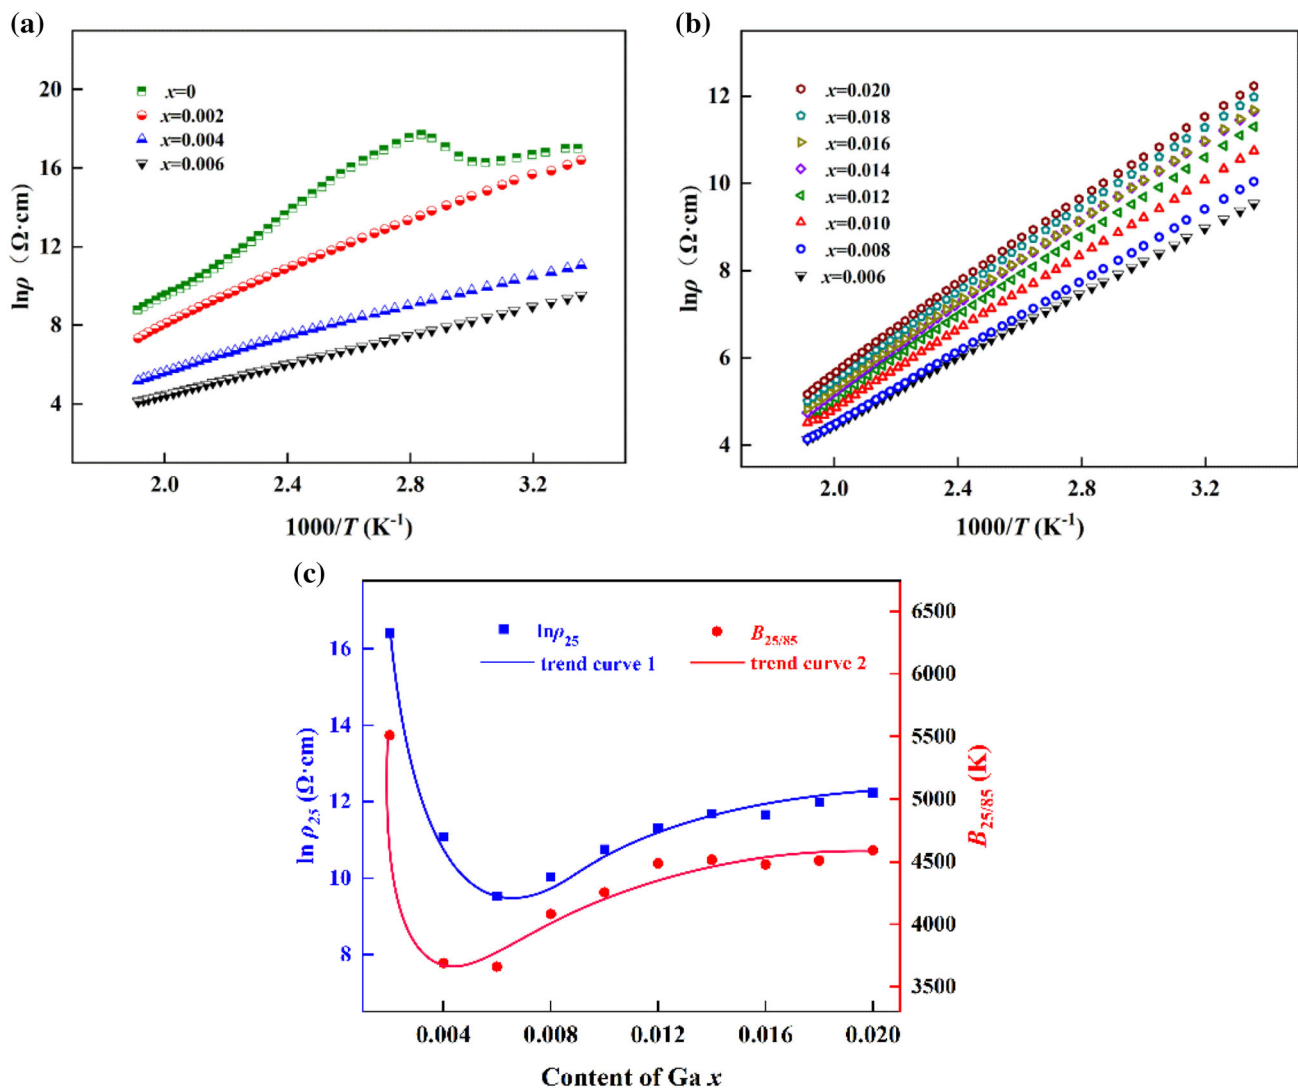 (a)
20
16
12
8
4
lnρ (Ω·cm)
x=0
x=0.002
x=0.004
x=0.006
2.0 2.4 2.8 3.2
1000/T (K⁻¹)
(b)
12
10
8
6
4
lnρ (Ω·cm)
x=0.020
x=0.018
x=0.016
x=0.014
x=0.012
x=0.010
x=0.008
x=0.006
2.0 2.4 2.8 3.2
1000/T (K⁻¹)
(c)
16
14
12
10
8
ln ρ₂₅ (Ω·cm)
lnρ₂₅ B₂₅/₈₅
trend curve 1 trend curve 2
6500
6000
5500
5000
4500
4000
3500
B₂₅/₈₅ (K)
0.004 0.008 0.012 0.016 0.020
Content of Ga x